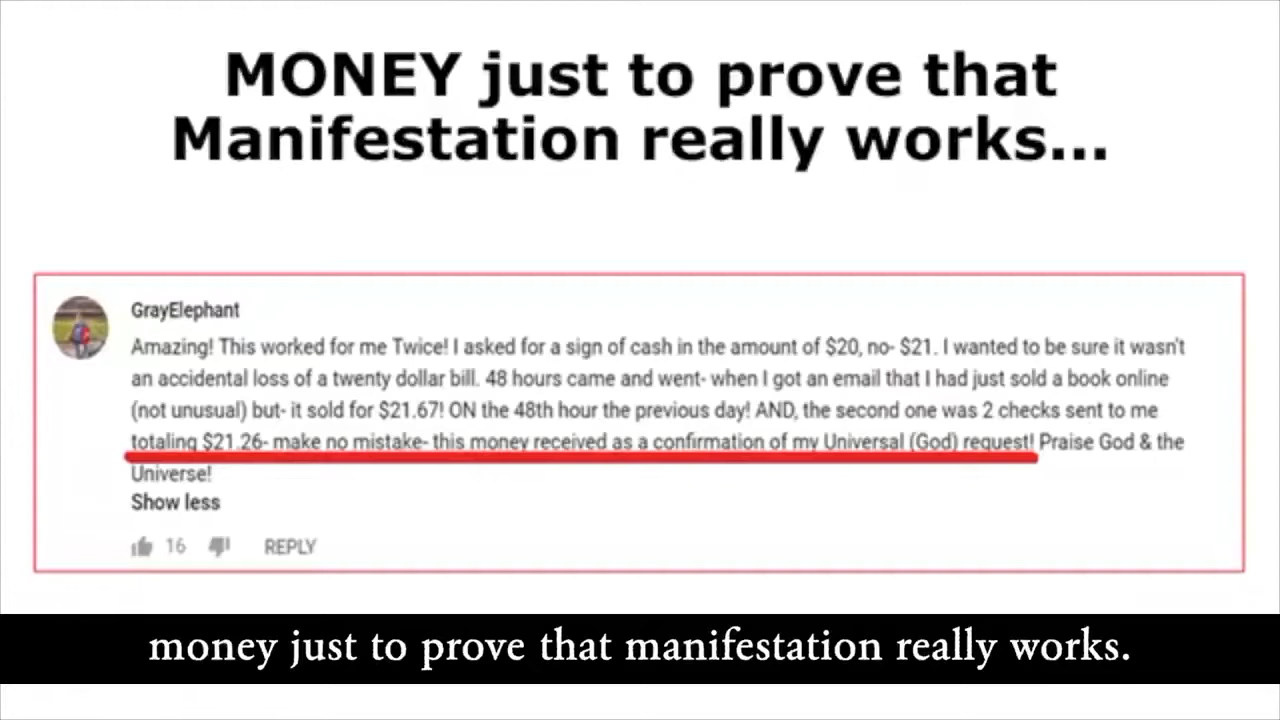 MONEY just to prove that
Manifestation really works...
GrayElephant
Amazing! This worked for me Twice! I asked for a sign of cash in the amount of $20, no- $21. I wanted to be sure it wasn't
an accidental loss of a twenty dollar bill. 48 hours came and went- when I got an email that I had just sold a book online
(not unusual) but- it sold for $21.67! ON the 48th hour the previous day! AND, the second one was 2 checks sent to me
totaling $21.26- make no mistake- this money received as a confirmation of my Universal (God) request! Praise God & the
Universe!
Show less
16 REPLY
money just to prove that manifestation really works.